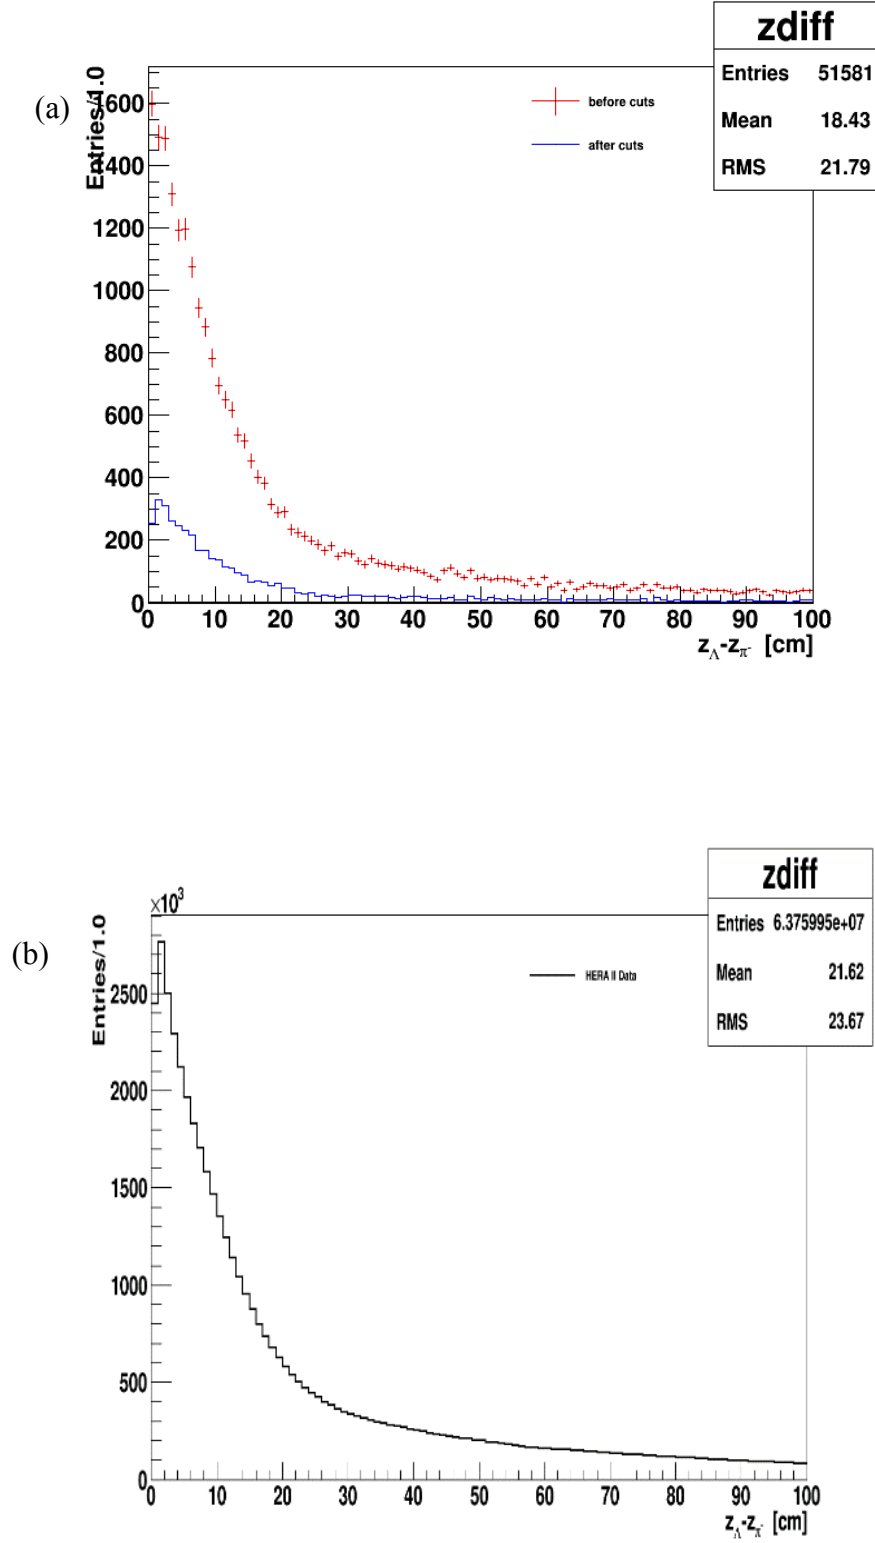 zdiff
Entries 51581
Mean 18.43
RMS 21.79
(a)
Entries/1.0
before cuts
after cuts
1600
1400
1200
1000
800
600
400
200
0
0 10 20 30 40 50 60 70 80 90 100
z_Λ-z_π⁻ [cm]
zdiff
Entries 6.375995e+07
Mean 21.62
RMS 23.67
×10³
(b)
Entries/1.0
HERA II Data
2500
2000
1500
1000
500
0
0 10 20 30 40 50 60 70 80 90 100
z_Λ-z_π⁻ [cm]